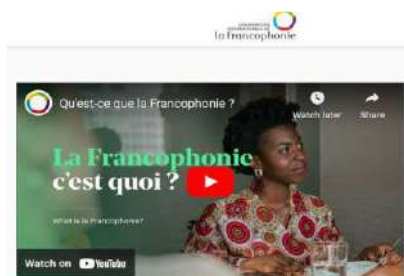 la francophonie
Qu'est-ce que la Francophonie ?
Watch later
Share
La Francophonie
c'est quoi ?
What is la Francophonie?
Watch on YouTube